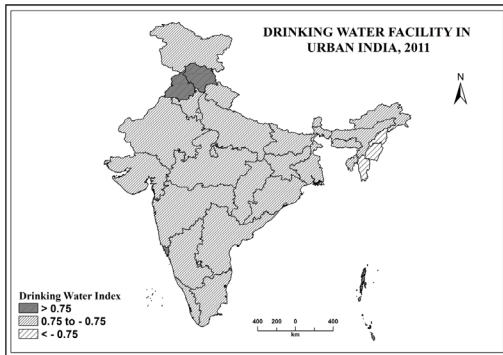 DRINKING WATER FACILITY IN
URBAN INDIA, 2011
N
Drinking Water Index
> 0.75
0.75 to - 0.75
< - 0.75
400 200 0 400
km